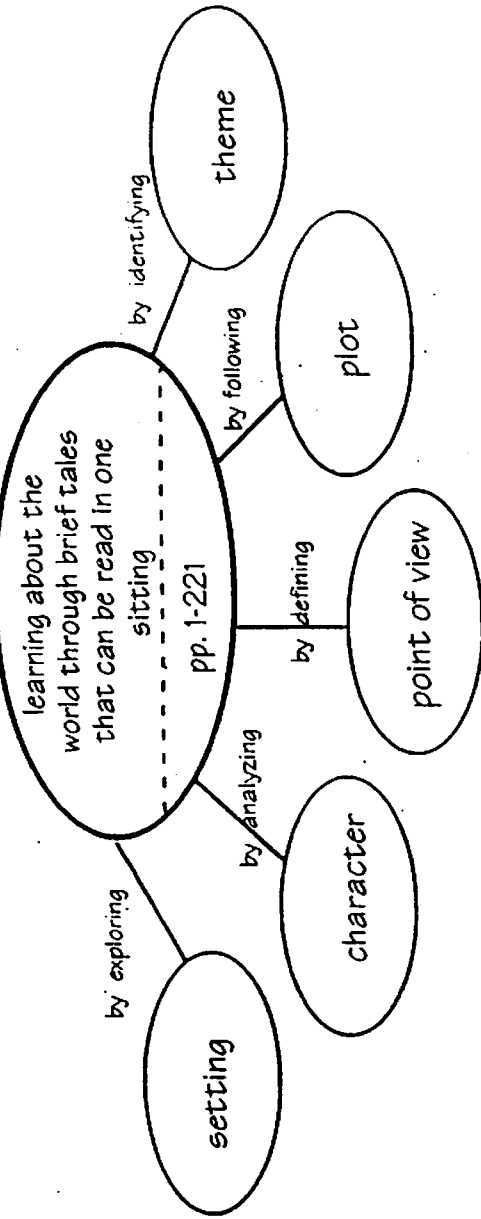 learning about the
world through brief tales
that can be read in one
sitting
pp. 1-221
by exploring
setting
by analyzing
character
by defining
point of view
by following
plot
by identifying
theme